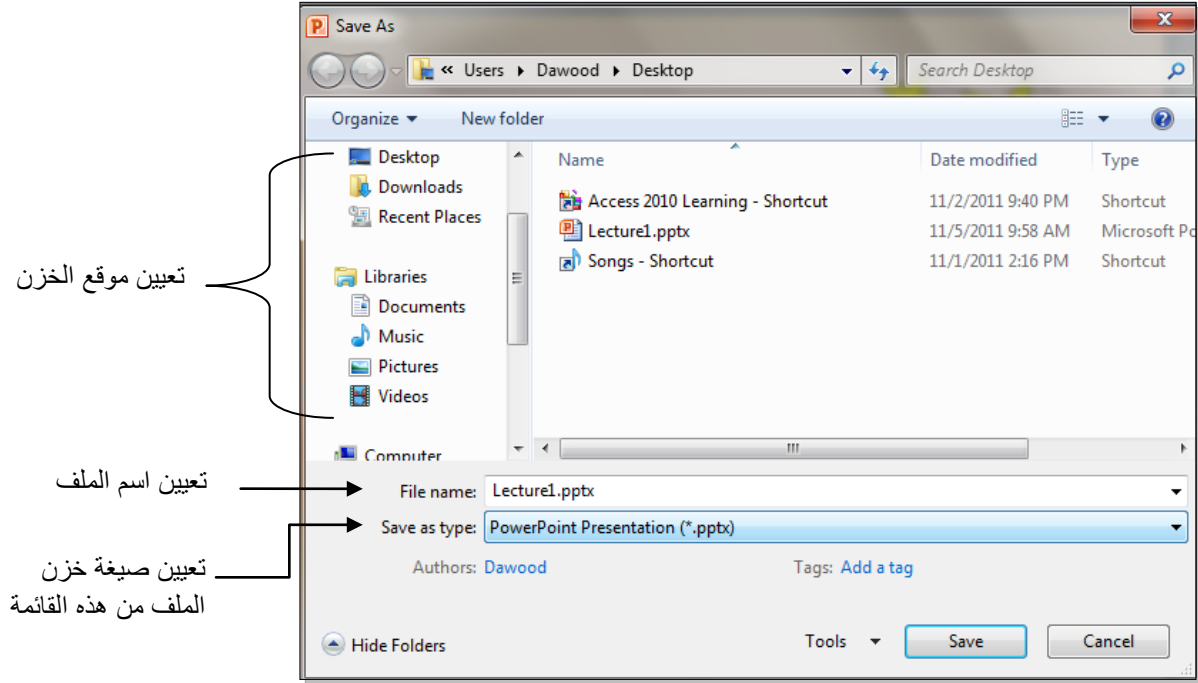 Save As
« Users ▸ Dawood ▸ Desktop
Search Desktop
Organize
New folder
Desktop
Downloads
Recent Places
Libraries
Documents
Music
Pictures
Videos
Computer
Name Date modified Type
Access 2010 Learning - Shortcut 11/2/2011 9:40 PM Shortcut
Lecture1.pptx 11/5/2011 9:58 AM Microsoft Po
Songs - Shortcut 11/1/2011 2:16 PM Shortcut
تعيين موقع الخزن
تعيين اسم الملف
File name: Lecture1.pptx
Save as type: PowerPoint Presentation (*.pptx)
تعيين صيغة خزن
الملف من هذه القائمة
Authors: Dawood Tags: Add a tag
Hide Folders Tools Save Cancel